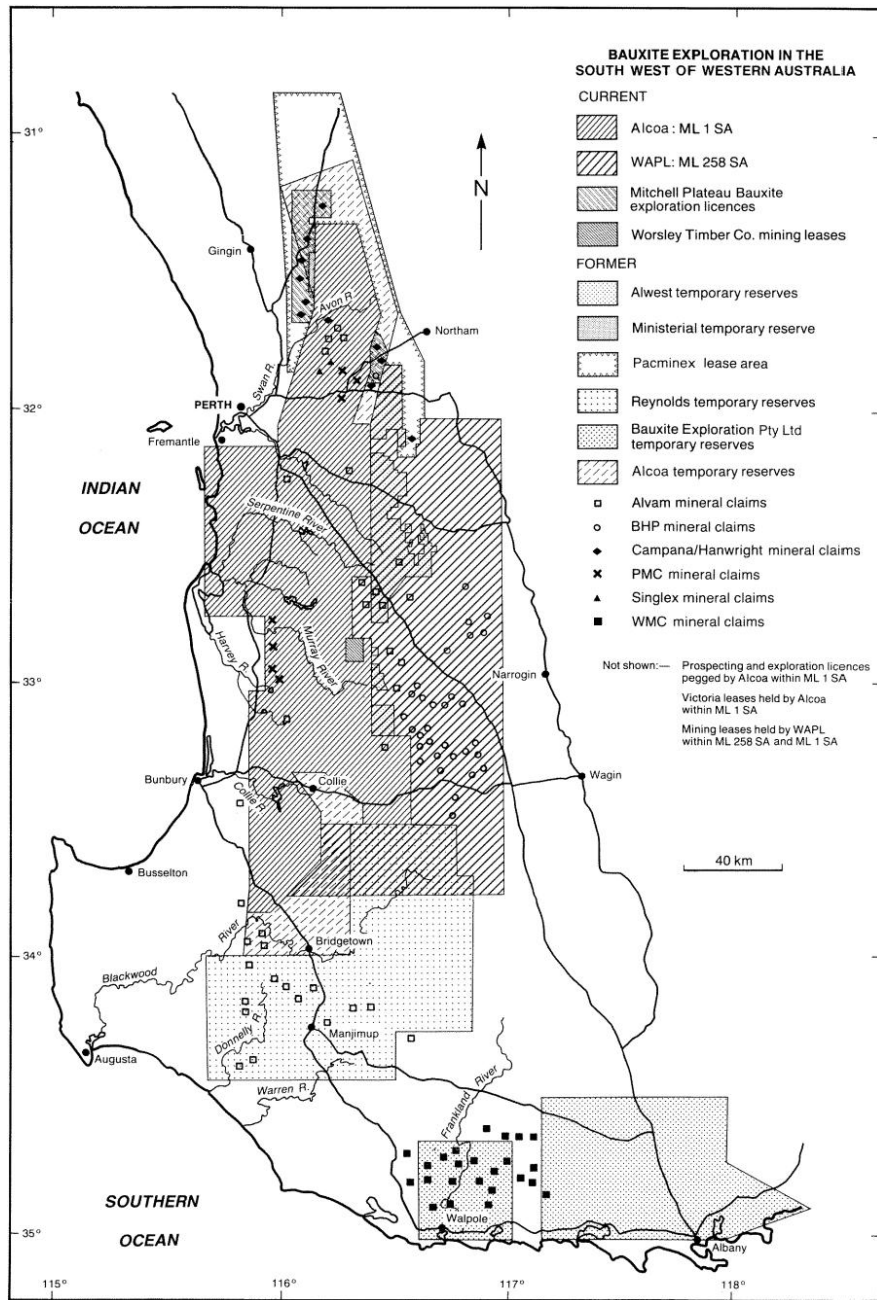 BAUXITE EXPLORATION IN THE
SOUTH WEST OF WESTERN AUSTRALIA
CURRENT
Alcoa : ML 1 SA
WAPL: ML 258 SA
Mitchell Plateau Bauxite
exploration licences
Worsley Timber Co. mining leases
FORMER
Alwest temporary reserves
Ministerial temporary reserve
Pacminex lease area
Reynolds temporary reserves
Bauxite Exploration Pty Ltd
temporary reserves
Alcoa temporary reserves
Alvam mineral claims
BHP mineral claims
Campana/Hanwright mineral claims
PMC mineral claims
Singlex mineral claims
WMC mineral claims
Not shown:— Prospecting and exploration licences
pegged by Alcoa within ML 1 SA
Victoria leases held by Alcoa
within ML 1 SA
Mining leases held by WAPL
within ML 258 SA and ML 1 SA
31°
N
Gingin
Avon R.
Northam
Swan R.
32°
PERTH
Fremantle
INDIAN
OCEAN
Serpentine River
Harvey R.
Murray River
33°
Narrogin
Bunbury
Collie
Collie R.
Wagin
40 km
Busselton
34°
Blackwood
River
Bridgetown
Donnelly R.
Manjimup
Augusta
Warren R.
Frankland River
SOUTHERN
OCEAN
35°
Walpole
Albany
115°
116°
117°
118°